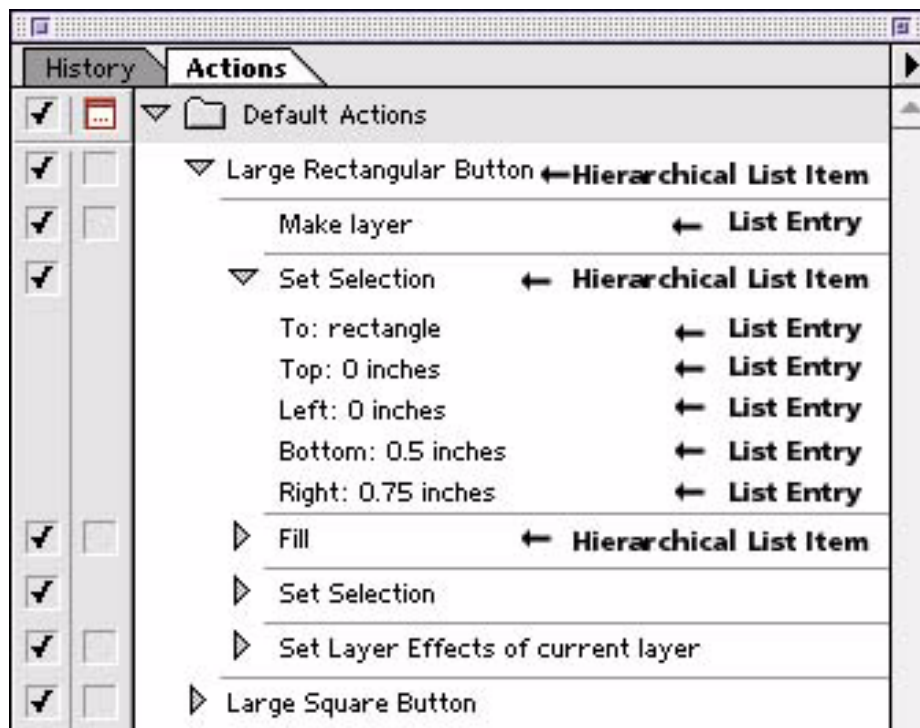 History Actions
Default Actions
Large Rectangular Button ←Hierarchical List Item
Make layer ← List Entry
Set Selection ← Hierarchical List Item
To: rectangle ← List Entry
Top: 0 inches ← List Entry
Left: 0 inches ← List Entry
Bottom: 0.5 inches ← List Entry
Right: 0.75 inches ← List Entry
Fill ← Hierarchical List Item
Set Selection
Set Layer Effects of current layer
Large Square Button